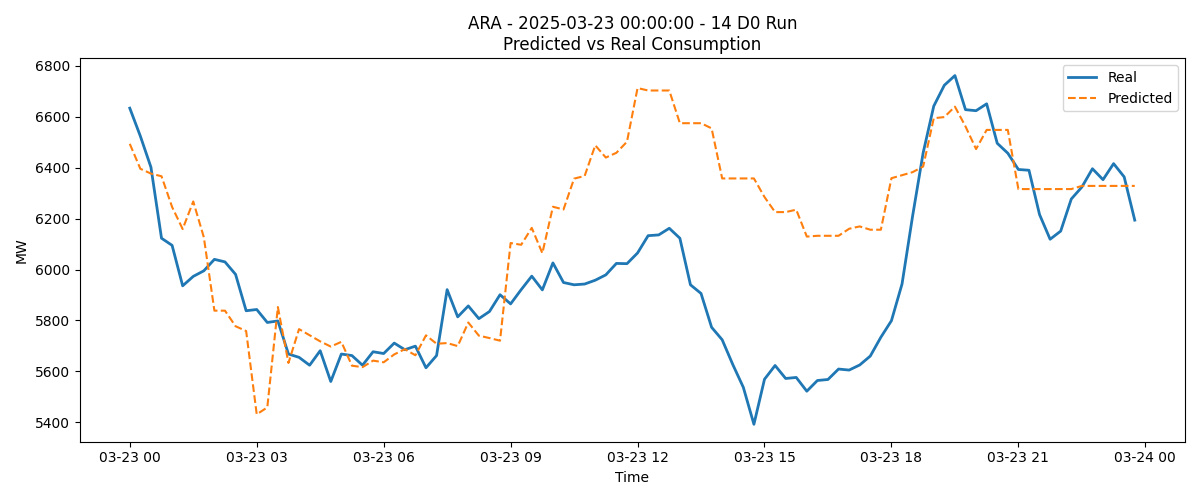 ARA - 2025-03-23 00:00:00 - 14 D0 Run
Predicted vs Real Consumption
Real
Predicted
MW
6800
6600
6400
6200
6000
5800
5600
5400
03-23 00
03-23 03
03-23 06
03-23 09
03-23 12
03-23 15
03-23 18
03-23 21
03-24 00
Time